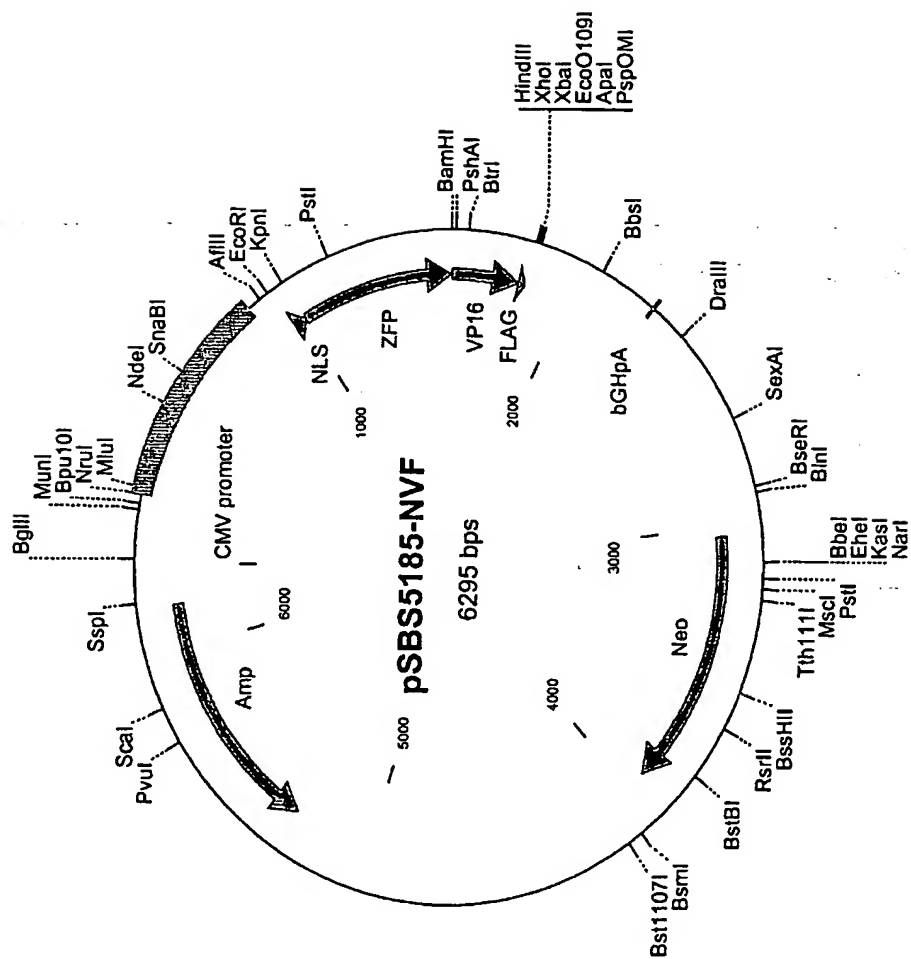 HindIII
XhoI
XbaI
EcoO109I
ApaI
PspOMI
BamHI
PshAI
BtrI
BbsI
DraIII
SexAI
BseRI
BlnI
BbeI
EheI
KasI
NarI
PstI
MscI
Tth111I
BssHII
RsrII
BstBI
BsmI
Bst1107I
PvuI
ScaI
SspI
BglII
MunI
Bpu10I
NruI
MluI
NdeI
SnaBI
AflII
EcoRI
KpnI
PstI
CMV promoter
NLS
ZFP
VP16
FLAG
bGHpA
Neo
Amp
1000
2000
3000
4000
5000
6000
pSBS5185-NVF
6295 bps